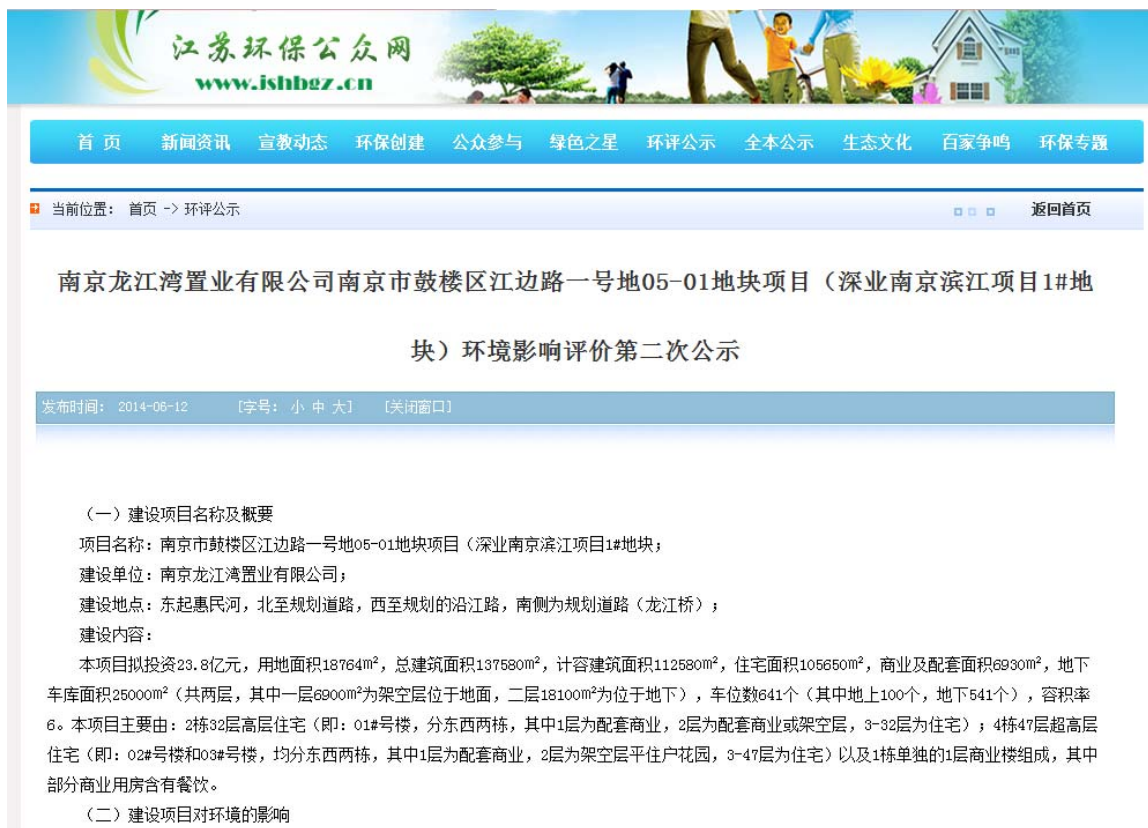 江苏环保公众网
www.jshbgz.cn
首 页 新闻资讯 宣教动态 环保创建 公众参与 绿色之星 环评公示 全本公示 生态文化 百家争鸣 环保专题
当前位置： 首页 -> 环评公示 返回首页
南京龙江湾置业有限公司南京市鼓楼区江边路一号地05-01地块项目（深业南京滨江项目1#地
块）环境影响评价第二次公示
发布时间： 2014-06-12 [字号： 小 中 大] [关闭窗口]
（一）建设项目名称及概要
项目名称：南京市鼓楼区江边路一号地05-01地块项目（深业南京滨江项目1#地块；
建设单位：南京龙江湾置业有限公司；
建设地点：东起惠民河，北至规划道路，西至规划的沿江路，南侧为规划道路（龙江桥）；
建设内容：
本项目拟投资23.8亿元，用地面积18764m²，总建筑面积137580m²，计容建筑面积112580m²，住宅面积105650m²，商业及配套面积6930m²，地下
车库面积25000m²（共两层，其中一层6900m²为架空层位于地面，二层18100m²为位于地下），车位数641个（其中地上100个，地下541个），容积率
6。本项目主要由：2栋32层高层住宅（即：01#号楼，分东西两栋，其中1层为配套商业，2层为配套商业或架空层，3-32层为住宅）；4栋47层超高层
住宅（即：02#号楼和03#号楼，均分东西两栋，其中1层为配套商业，2层为架空层平住户花园，3-47层为住宅）以及1栋单独的1层商业楼组成，其中
部分商业用房含有餐饮。
（二）建设项目对环境的影响